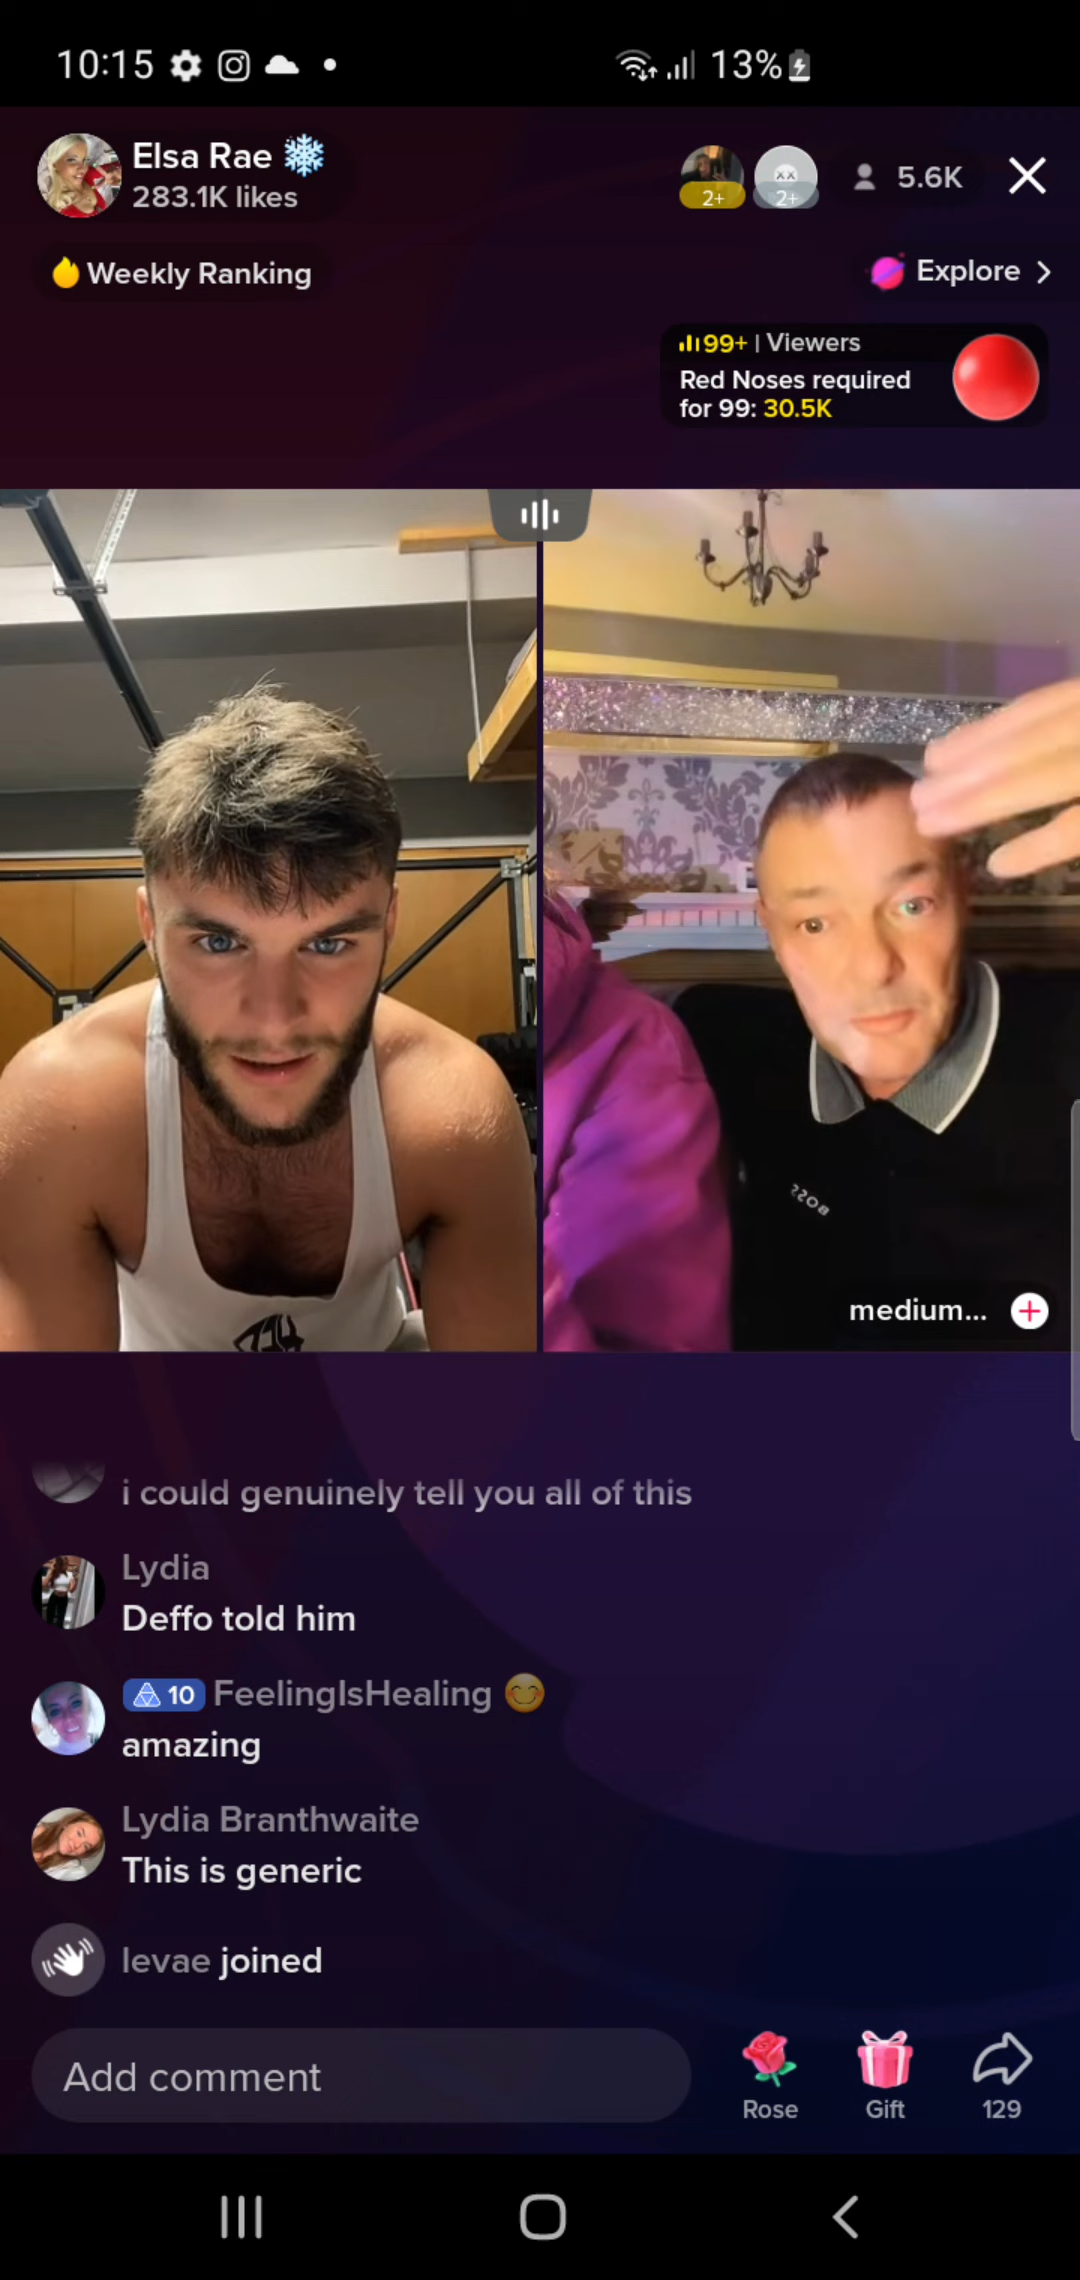 10:15
13%
Elsa Rae ❄️
283.1K likes
2+
2+
5.6K
Weekly Ranking
Explore >
99+ | Viewers
Red Noses required
for 99: 30.5K
BOSS
medium...
i could genuinely tell you all of this
Lydia
Deffo told him
10 FeelingIsHealing 😊
amazing
Lydia Branthwaite
This is generic
levae joined
Add comment
Rose
Gift
129